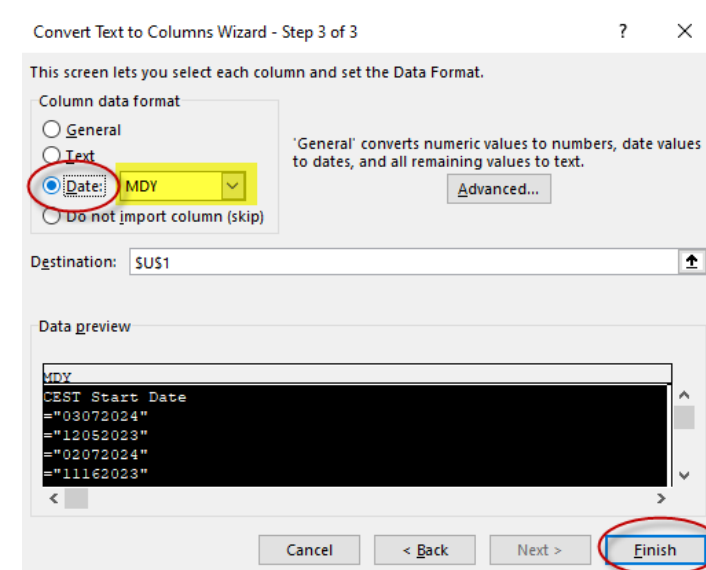 Convert Text to Columns Wizard - Step 3 of 3 ? ×
This screen lets you select each column and set the Data Format.
Column data format
General
Text
Date: MDY
Do not import column (skip)
'General' converts numeric values to numbers, date values
to dates, and all remaining values to text.
Advanced...
Destination: $U$1
Data preview
MDY
CEST Start Date
="03072024"
="12052023"
="02072024"
="11162023"
Cancel < Back Next > Finish